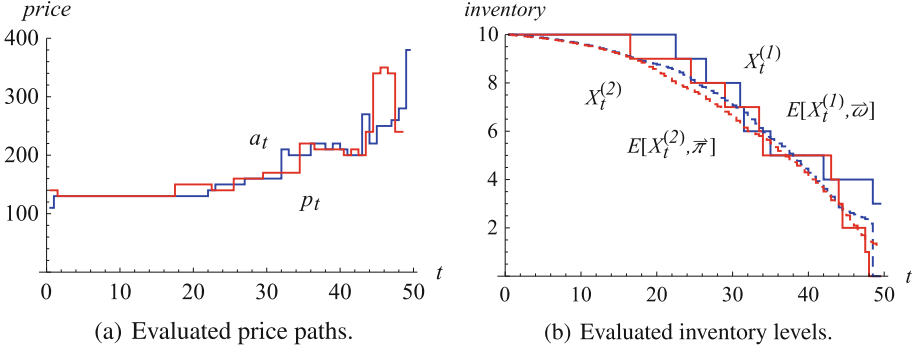 price
400
300
200
100
0
10
20
30
40
50
t
a_t
p_t
(a) Evaluated price paths.
inventory
10
8
6
4
2
0
10
20
30
40
50
t
X_t^{(1)}
X_t^{(2)}
E[X_t^{(1)}, \vec{ϖ}]
E[X_t^{(2)}, \vec{π}]
(b) Evaluated inventory levels.